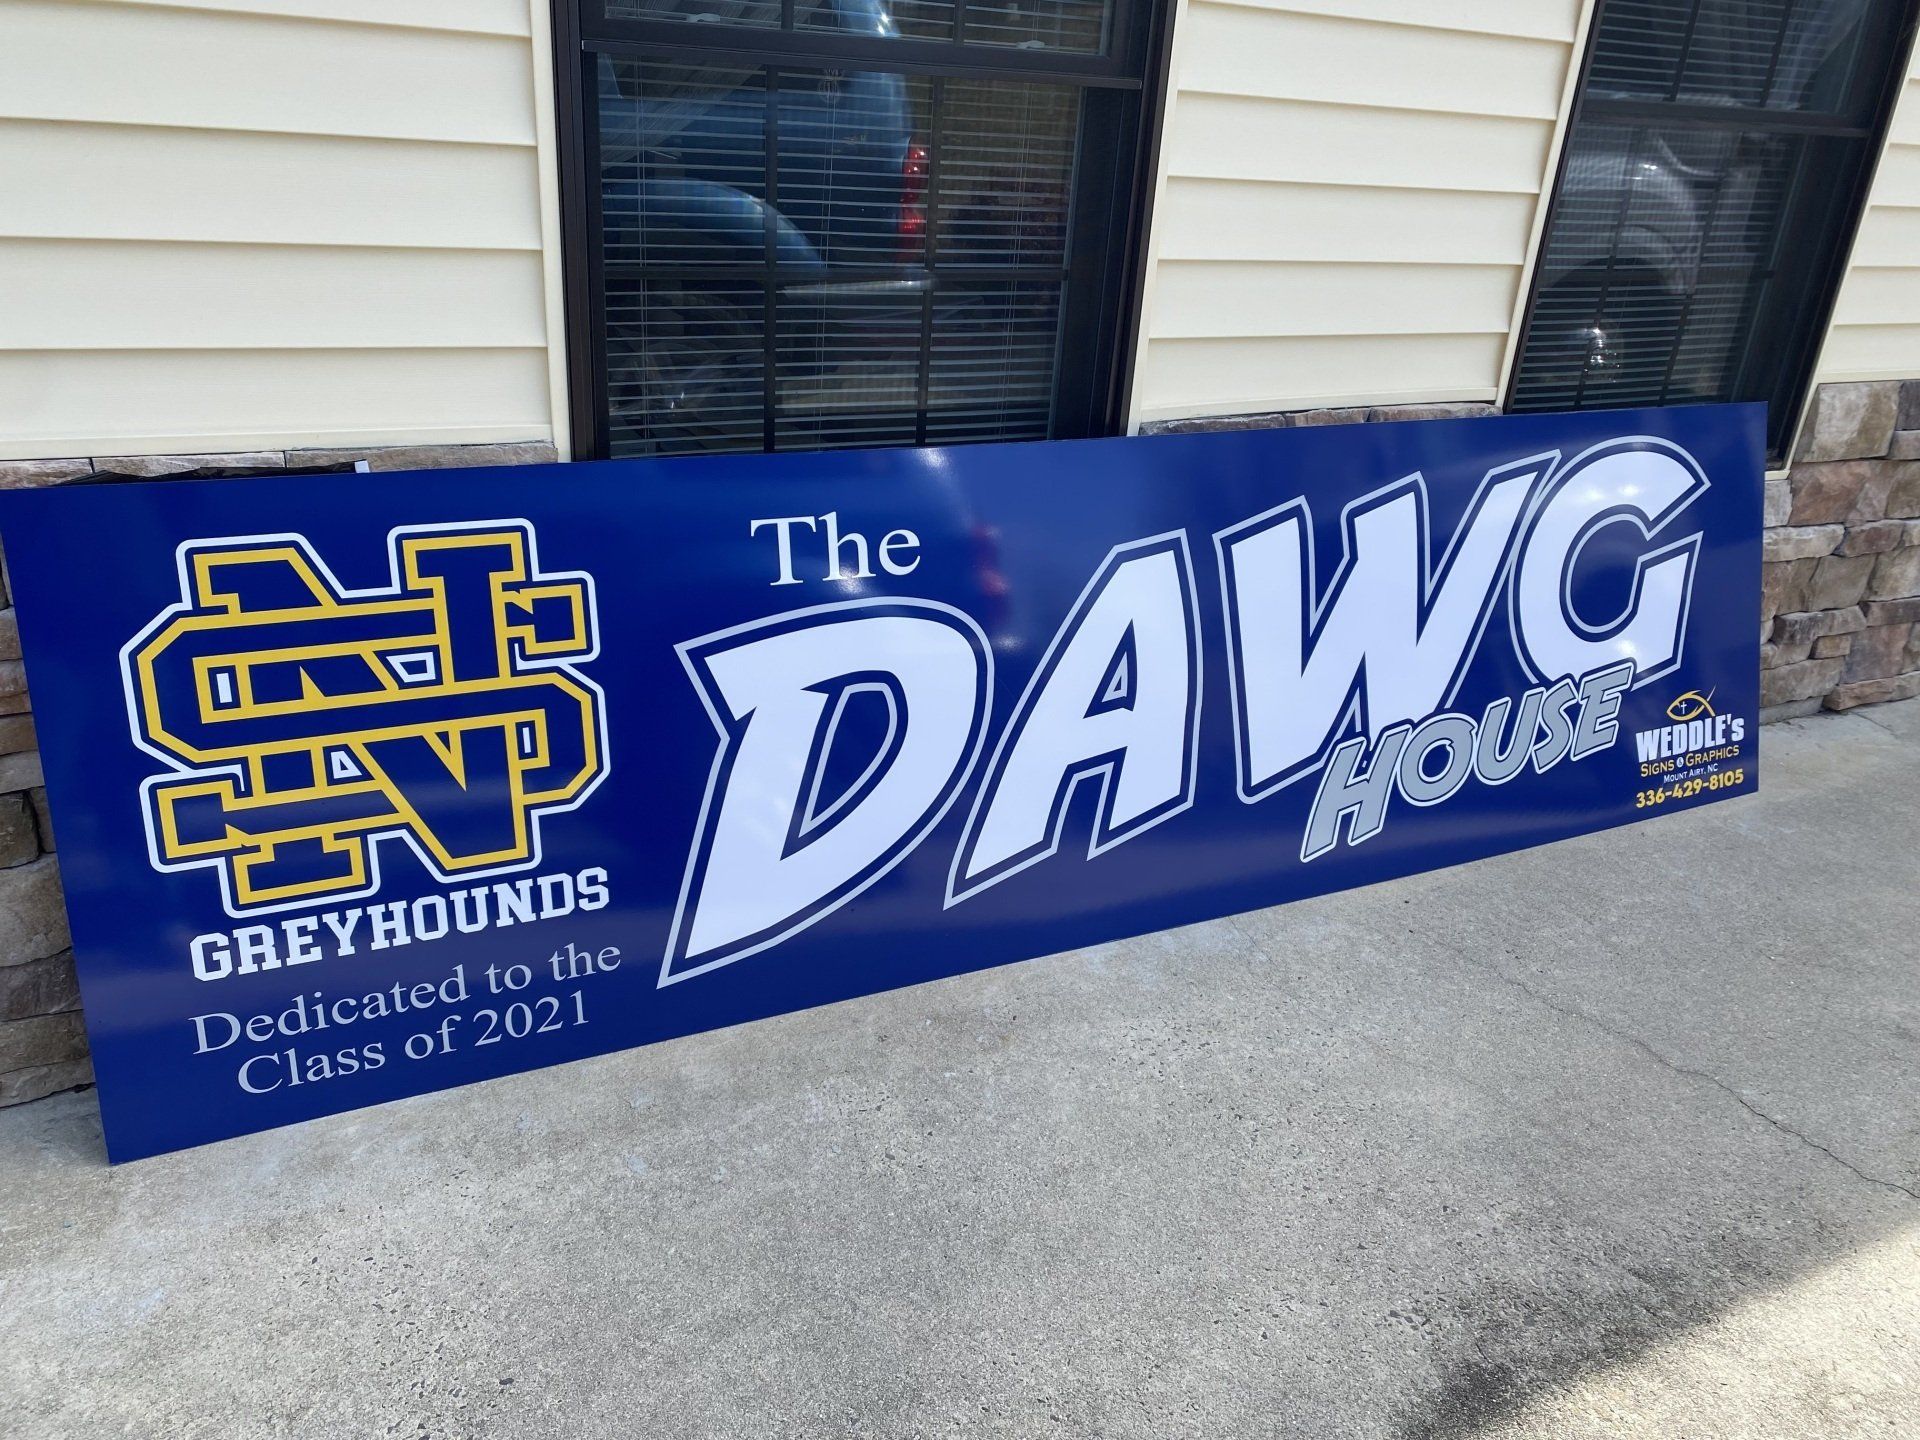 NS
GREYHOUNDS
Dedicated to the
Class of 2021
The
DAWG
HOUSE
WEDDLE's
SIGNS & GRAPHICS
MOUNT AIRY, NC
336-429-8105